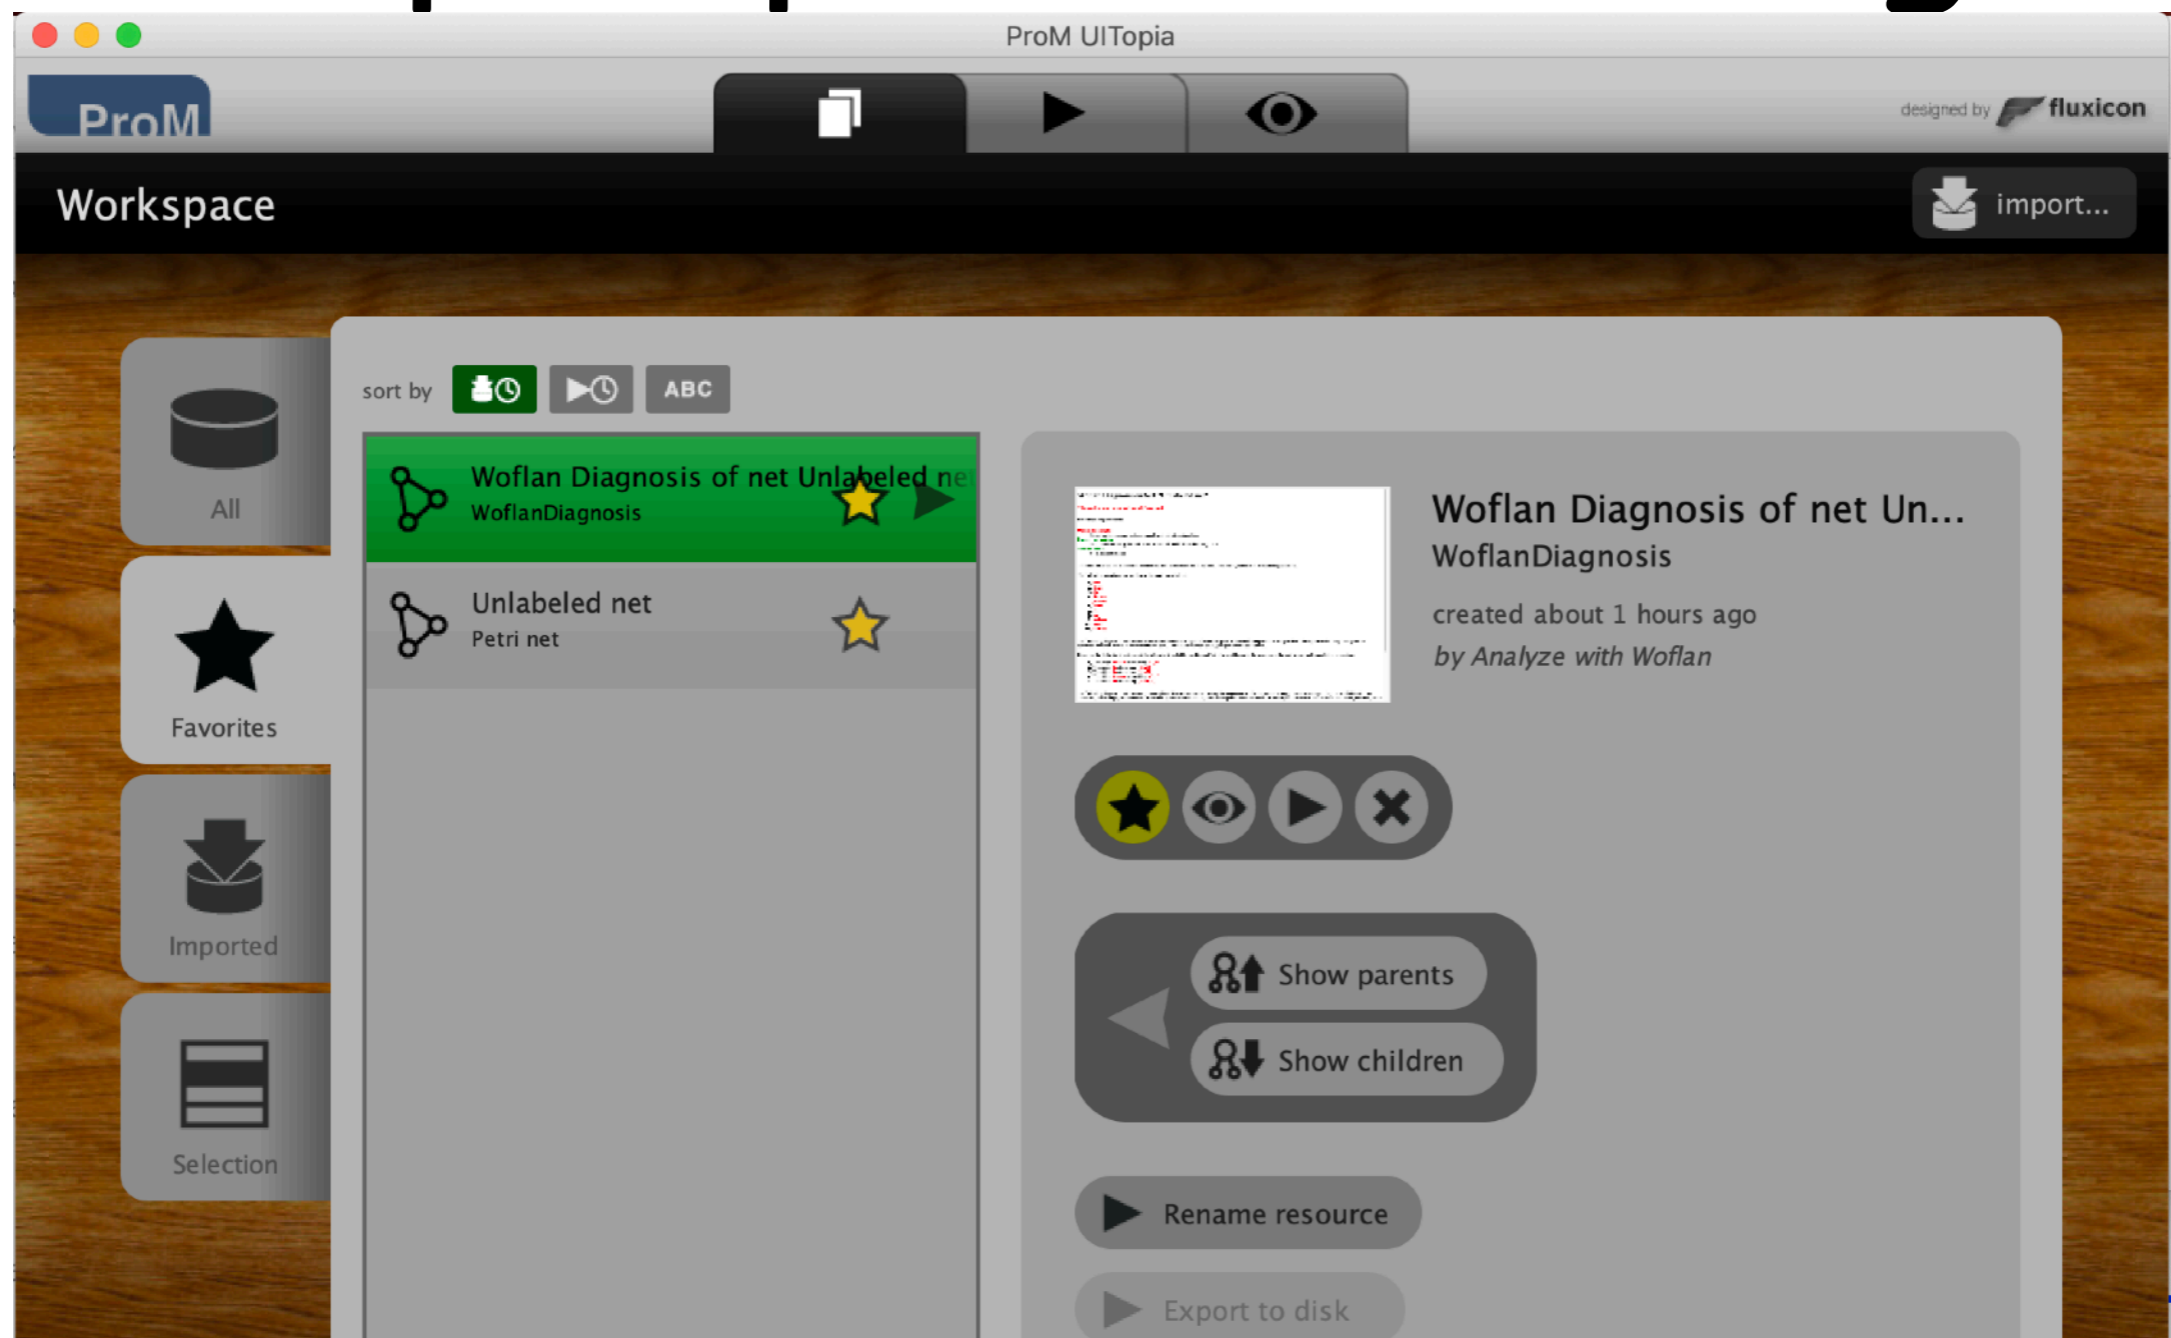 ProM UITopia
ProM
designed by fluxicon
Workspace
import...
sort by
ABC
All
Woflan Diagnosis of net Unlabeled ne
WoflanDiagnosis
Unlabeled net
Petri net
Favorites
Imported
Selection
Woflan Diagnosis of net Un...
WoflanDiagnosis
created about 1 hours ago
by Analyze with Woflan
Show parents
Show children
Rename resource
Export to disk